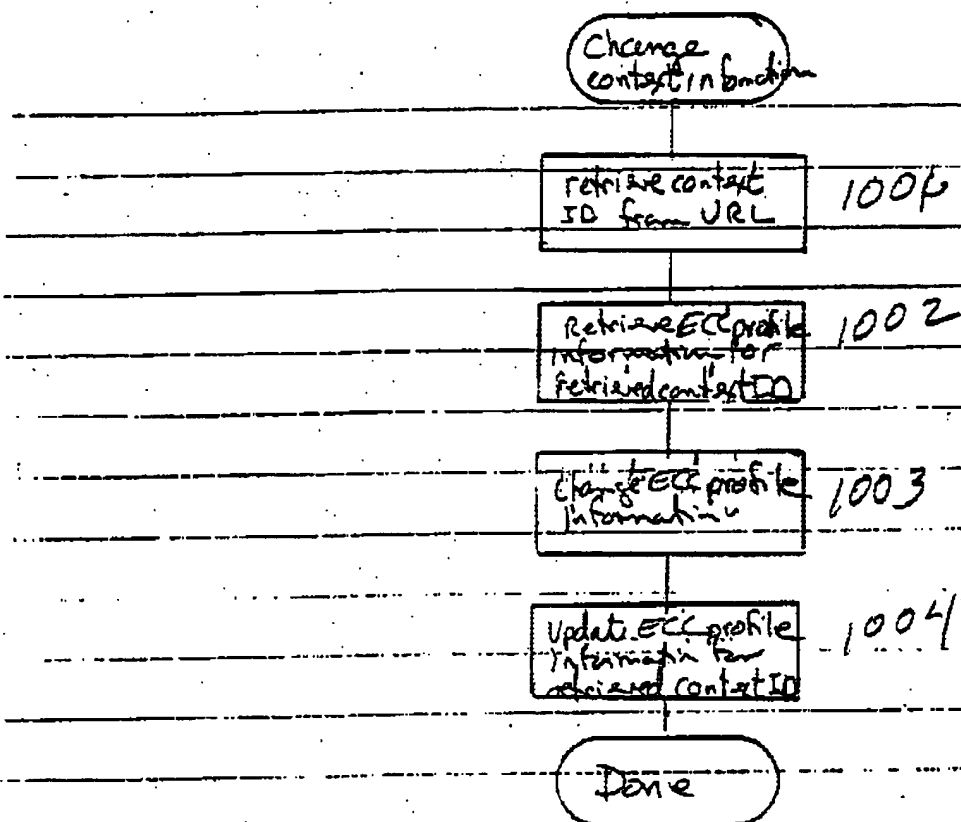 Change
context information
retrieve context
ID from URL
Retrieve ECC profile
information for
retrieved context ID
1002
Change ECC profile
information
1003
Update ECC profile
information for
retrieved context ID
1004
Done